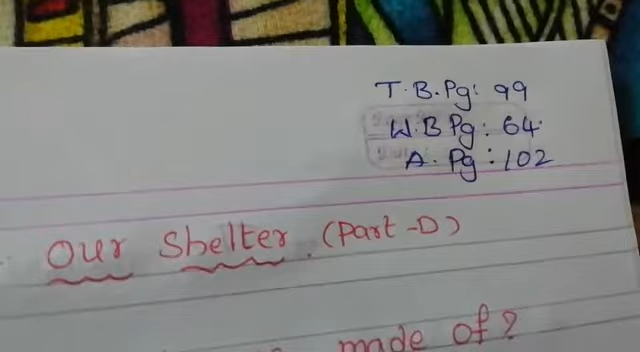 T.B.Pg: 99
W.B Pg: 64
A. Pg: 102
Our Shelter. (Part-D)
made of?